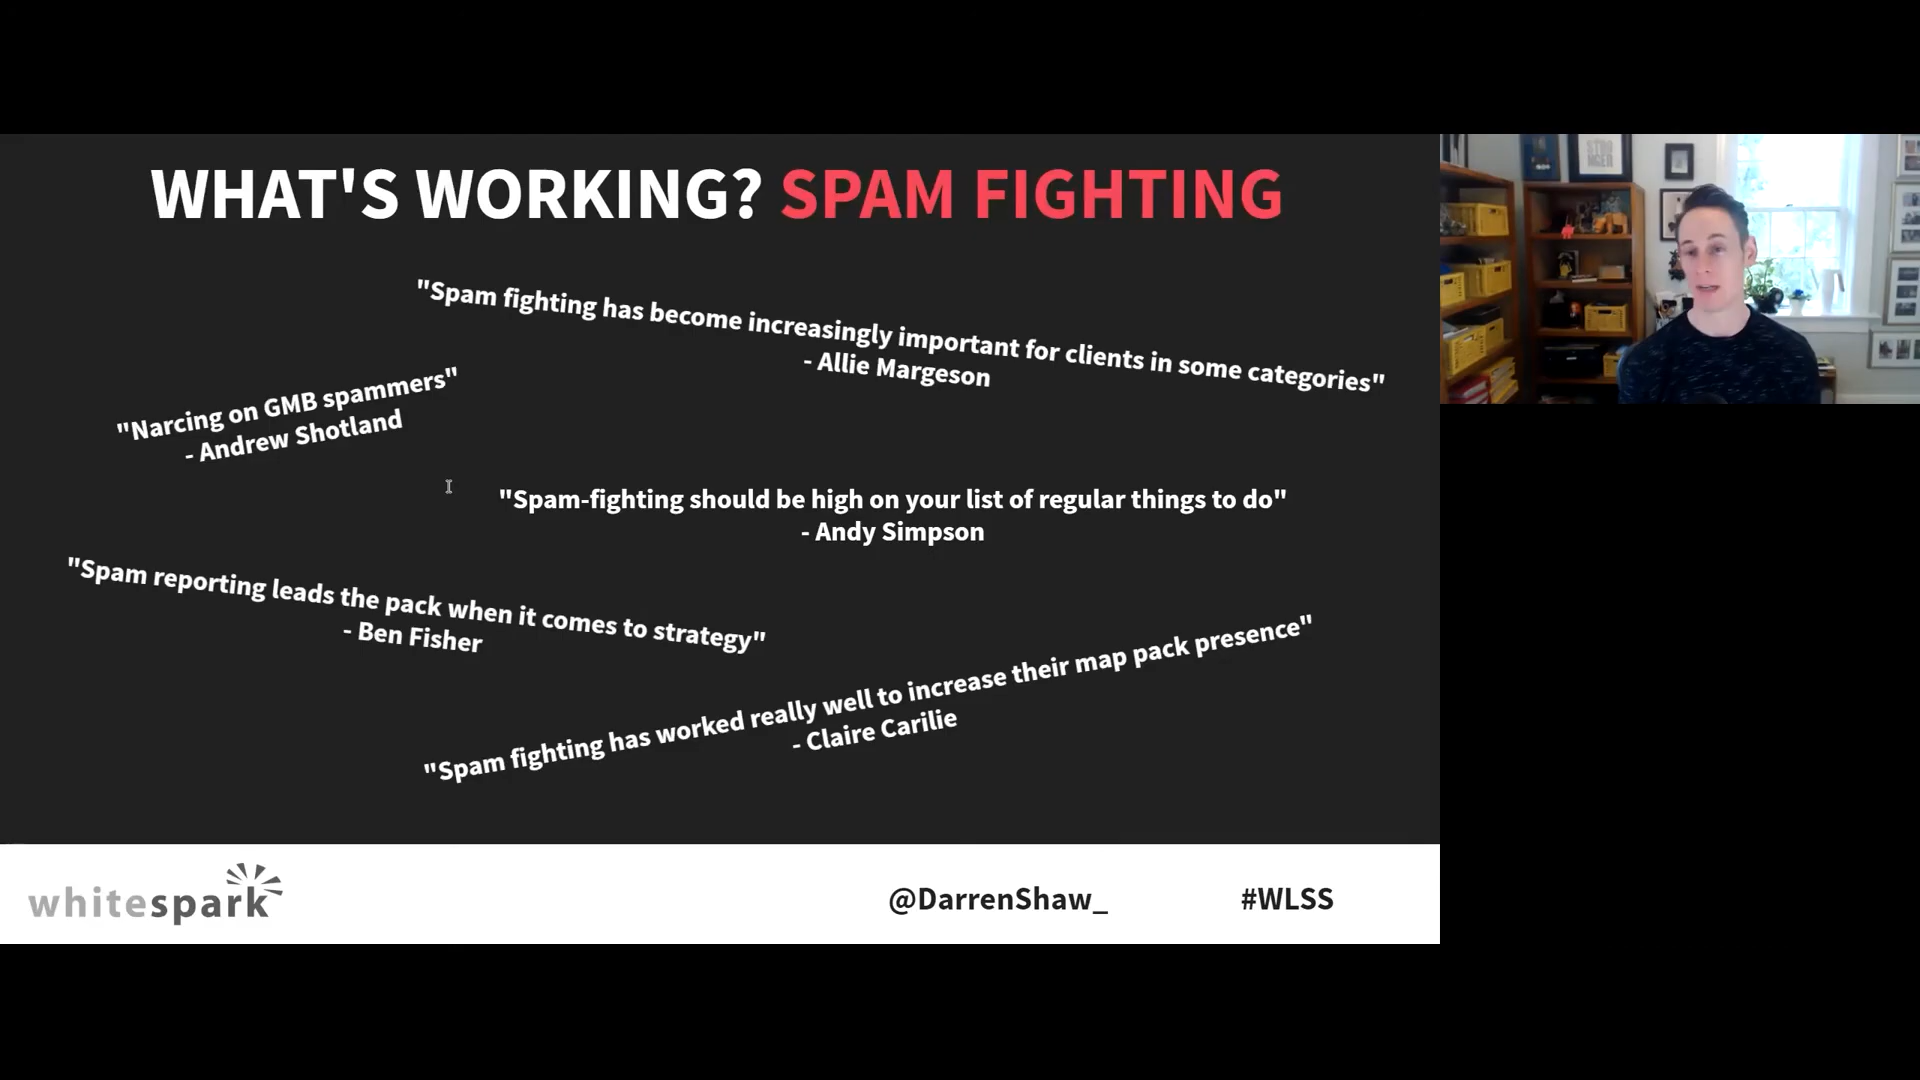 WHAT'S WORKING? SPAM FIGHTING
"Spam fighting has become increasingly important for clients in some categories"
- Allie Margeson
"Narcing on GMB spammers"
- Andrew Shotland
"Spam-fighting should be high on your list of regular things to do"
- Andy Simpson
"Spam reporting leads the pack when it comes to strategy"
- Ben Fisher
"Spam fighting has worked really well to increase their map pack presence"
- Claire Carilie
whitespark
@DarrenShaw_
#WLSS